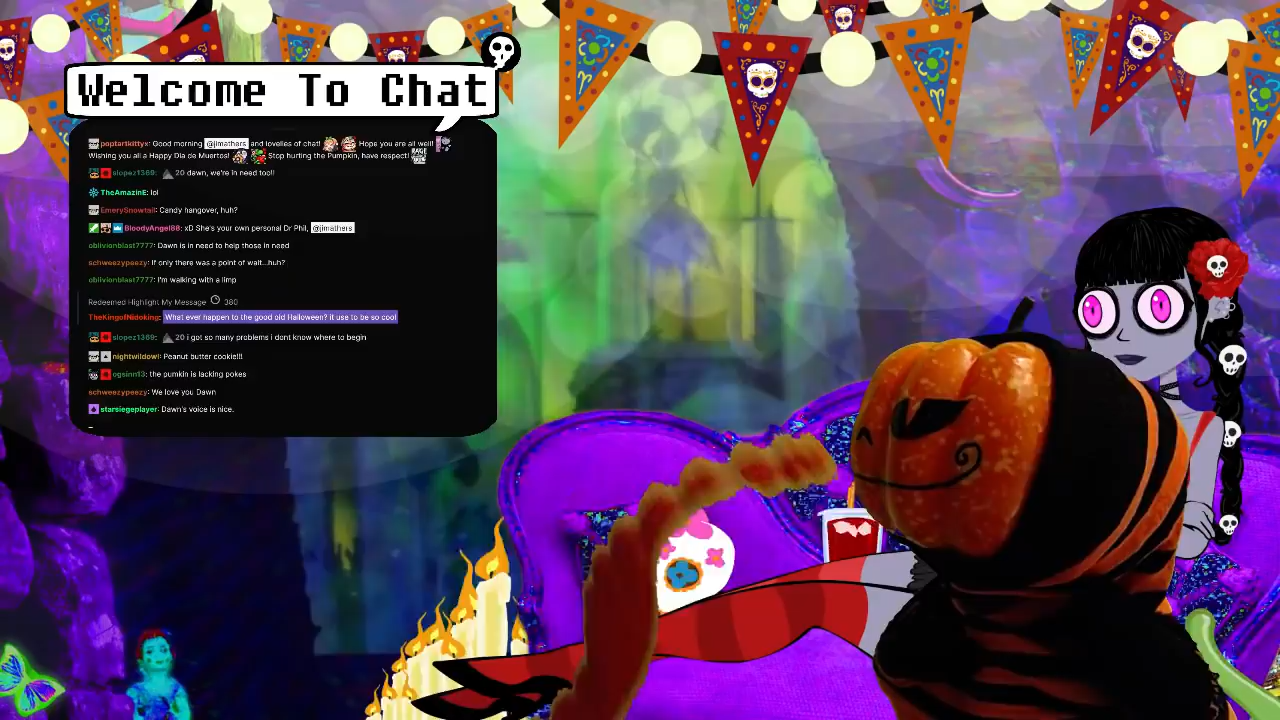 Welcome To Chat
poptartkittyx: Good morning @jimathers and lovelies of chat! Hope you are all well!
Wishing you all a Happy Dia de Muertos! Stop hurting the Pumpkin, have respect!
slopez1369: 20 dawn, we're in need too!!
TheAmazinE: lol
EmerySnowtail: Candy hangover, huh?
BloodyAngel88: xD She's your own personal Dr Phil, @jimathers
oblivionblast7777: Dawn is in need to help those in need
schweezypeezy: If only there was a point of wait...huh?
oblivionblast7777: I'm walking with a limp
Redeemed Highlight My Message 380
TheKingofNidoking: What ever happen to the good old Halloween? it use to be so cool
slopez1369: 20 i got so many problems i dont know where to begin
nightwildowl: Peanut butter cookie!!!
ogsinn13: the pumkin is lacking pokes
schweezypeezy: We love you Dawn
starsiegeplayer: Dawn's voice is nice.